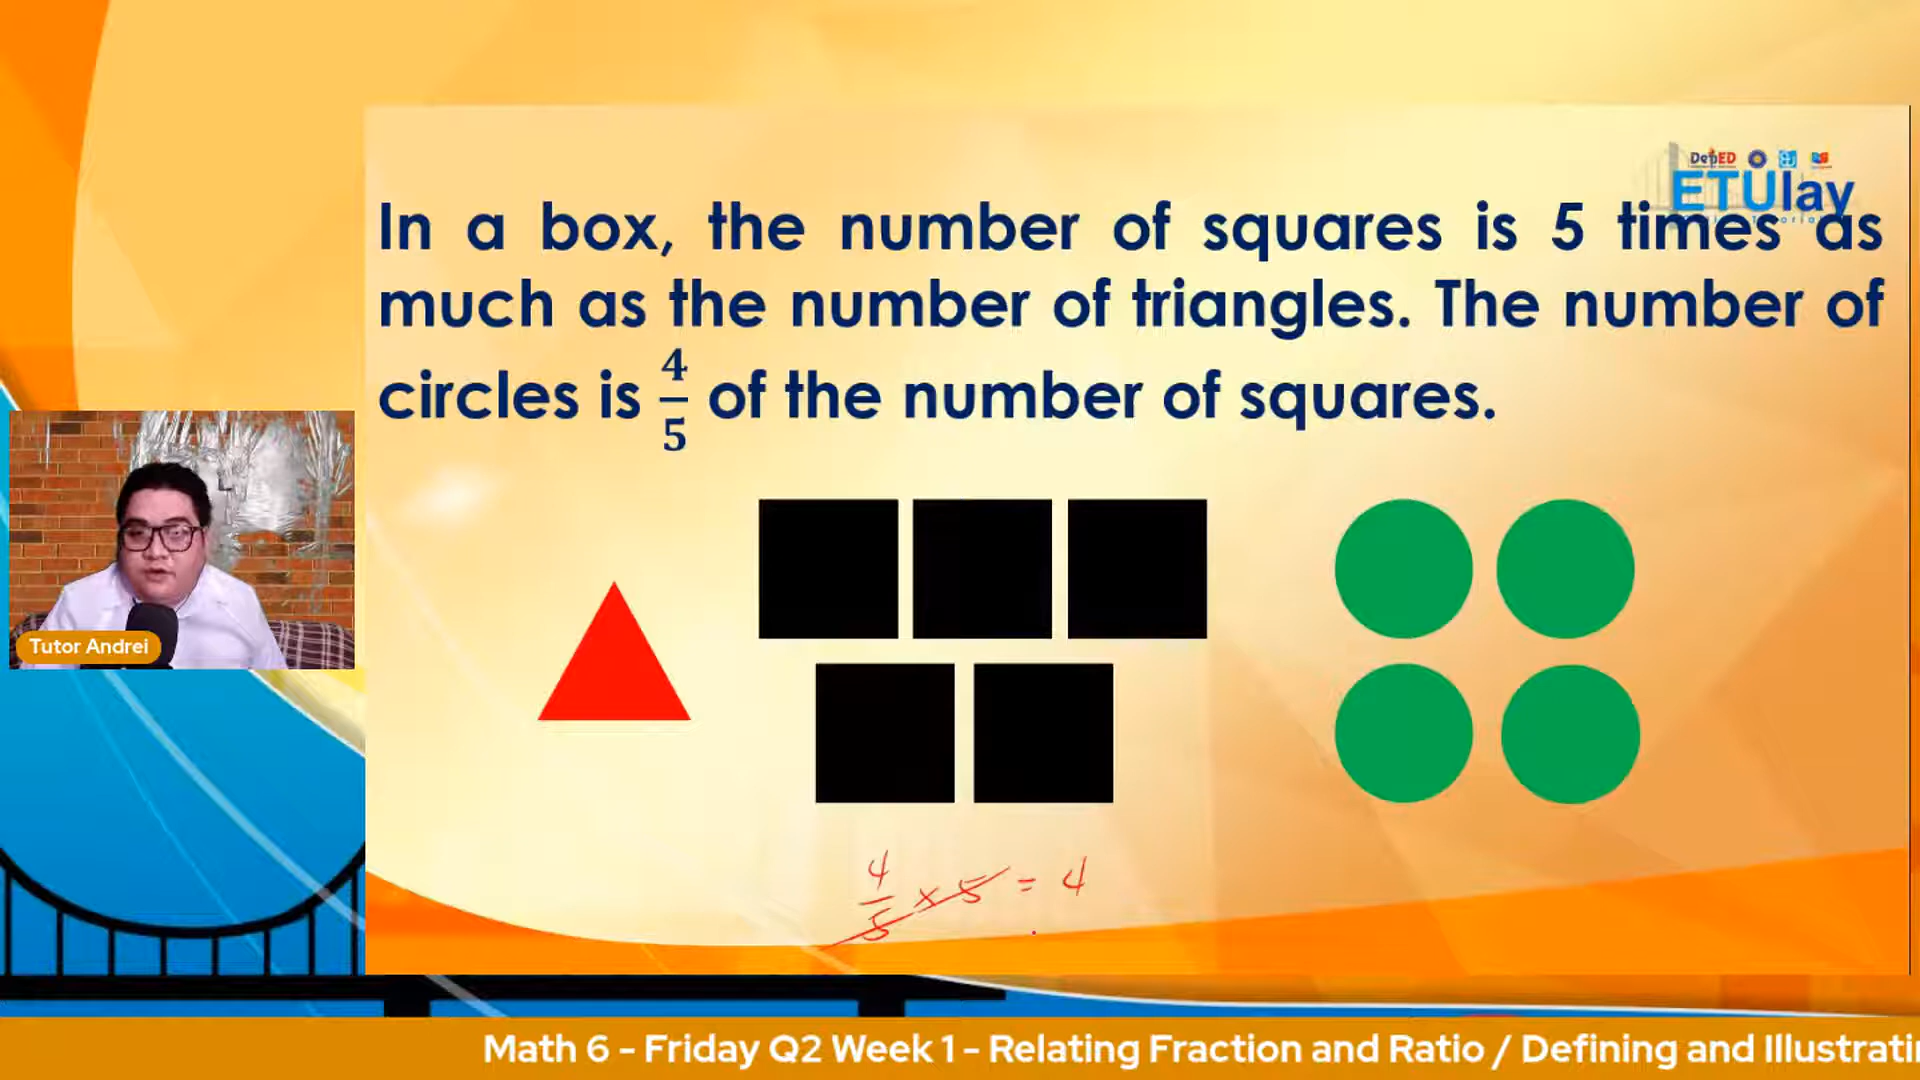 DepED
ETUlay
In a box, the number of squares is 5 times as
much as the number of triangles. The number of
circles is 4/5 of the number of squares.
Tutor Andrei
4/5 x 5 = 4
Math 6 - Friday Q2 Week 1 - Relating Fraction and Ratio / Defining and Illustrati